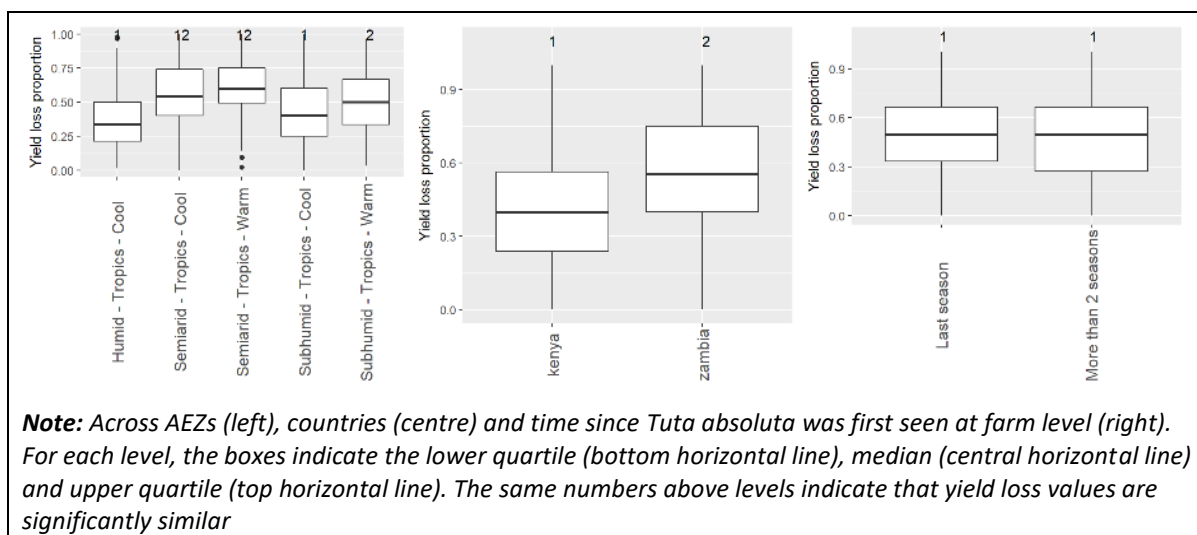 1 12 12 1 2
1.00
0.75
0.50
0.25
0.00
Yield loss proportion
Humid - Tropics - Cool
Semiarid - Tropics - Cool
Semiarid - Tropics - Warm
Subhumid - Tropics - Cool
Subhumid - Tropics - Warm
1 2
0.9
0.6
0.3
0.0
Yield loss proportion
kenya
zambia
1 1
0.9
0.6
0.3
0.0
Yield loss proportion
Last season
More than 2 seasons
Note: Across AEZs (left), countries (centre) and time since Tuta absoluta was first seen at farm level (right).
For each level, the boxes indicate the lower quartile (bottom horizontal line), median (central horizontal line)
and upper quartile (top horizontal line). The same numbers above levels indicate that yield loss values are
significantly similar